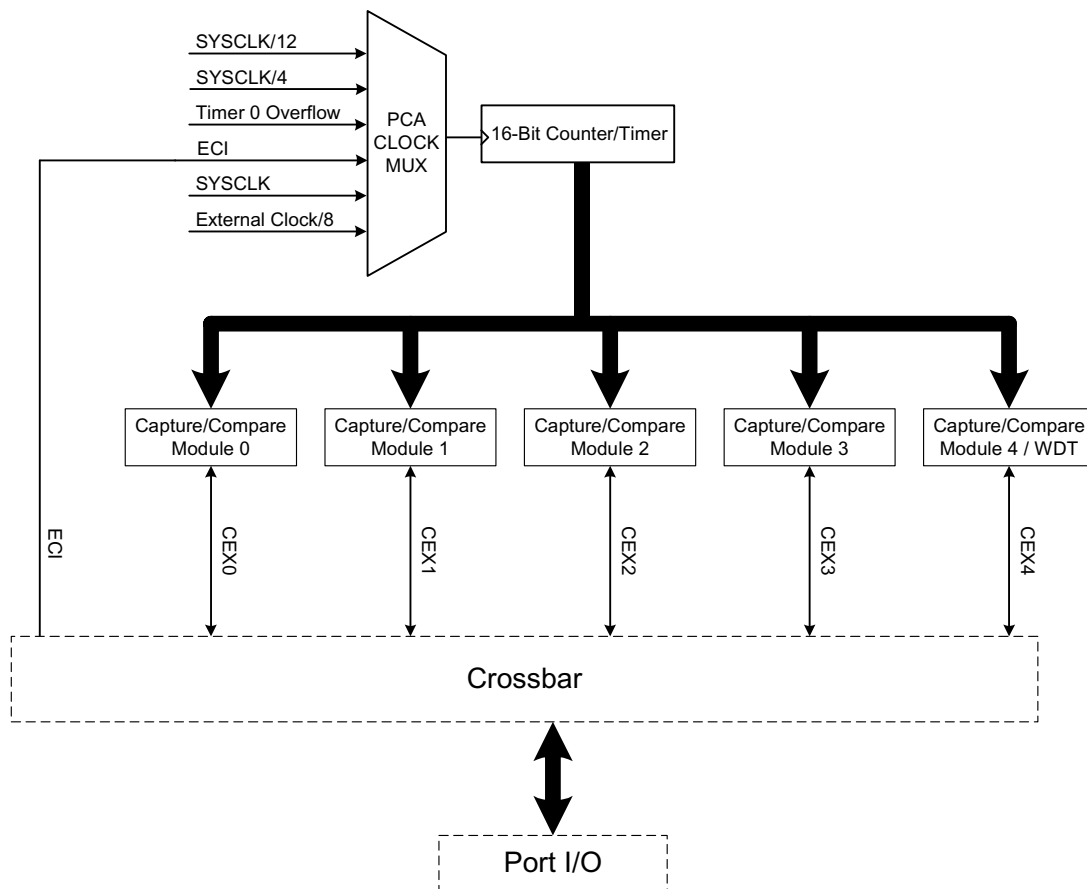 SYSCLK/12
SYSCLK/4
Timer 0 Overflow
ECI
SYSCLK
External Clock/8
PCA
CLOCK
MUX
16-Bit Counter/Timer
Capture/Compare
Module 0
Capture/Compare
Module 1
Capture/Compare
Module 2
Capture/Compare
Module 3
Capture/Compare
Module 4 / WDT
ECI
CEX0
CEX1
CEX2
CEX3
CEX4
Crossbar
Port I/O